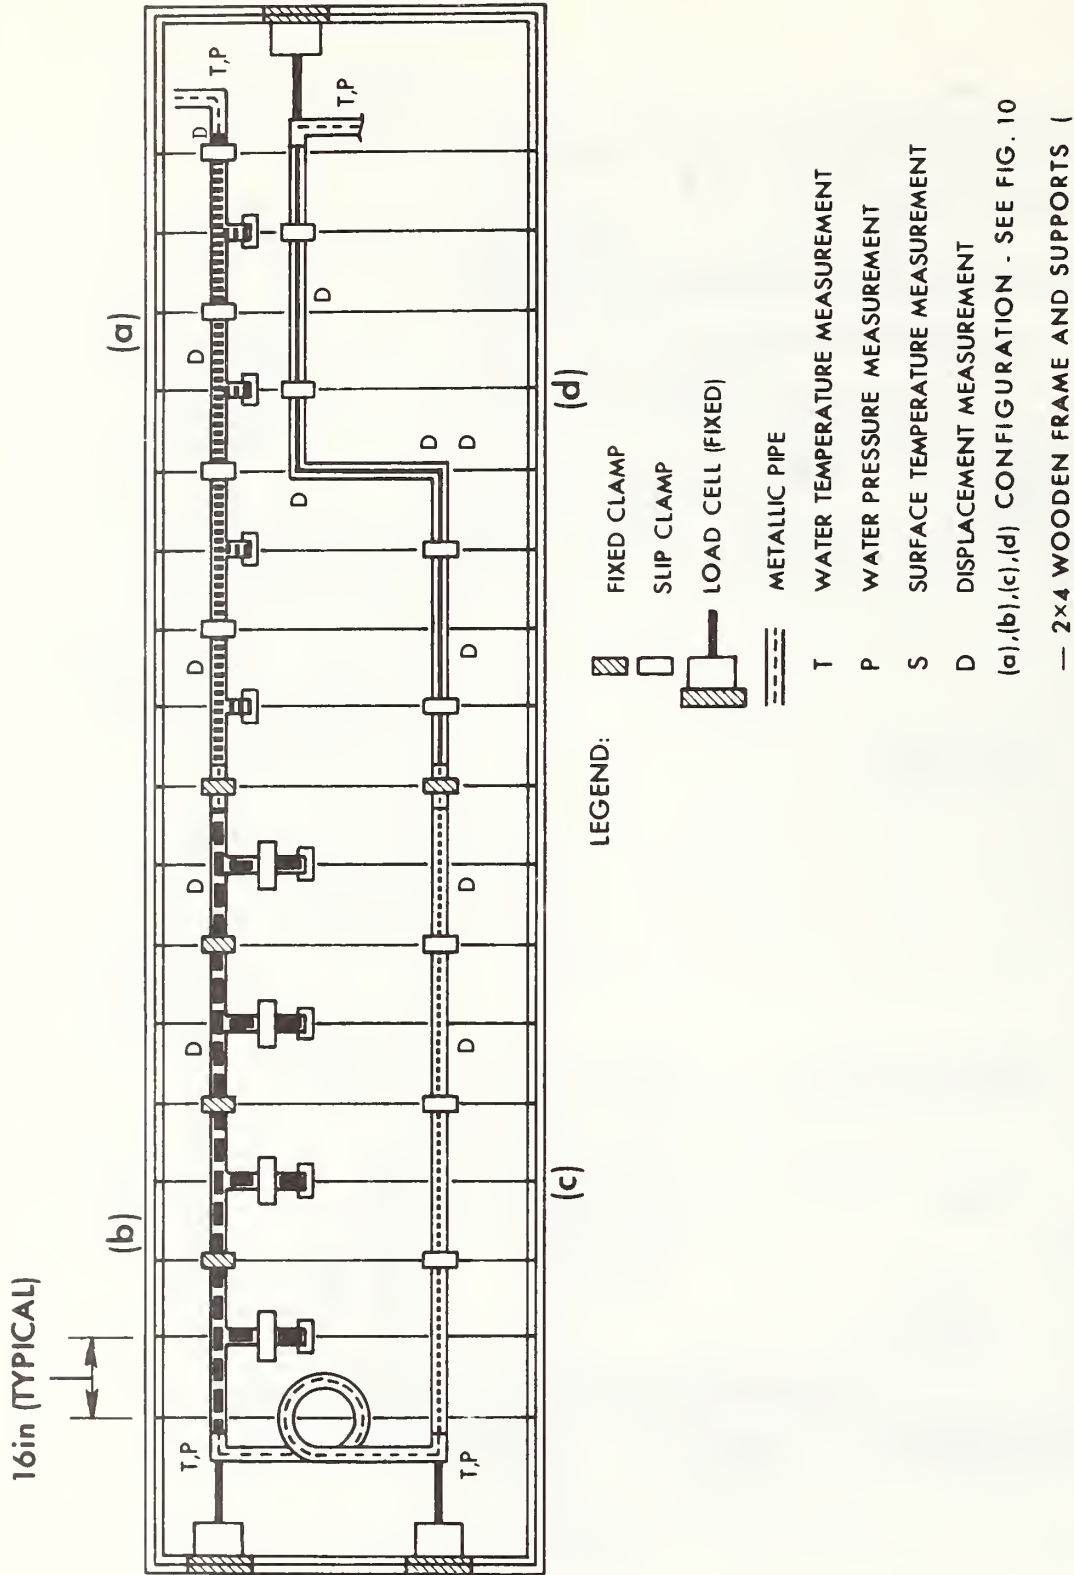 16in (TYPICAL)
(b)
(a)
T,P
D
D
D
D
D
T,P
T,P
D
D
D
D
D
D
D
T,P
(c)
(d)
LEGEND:
FIXED CLAMP
SLIP CLAMP
LOAD CELL (FIXED)
METALLIC PIPE
T WATER TEMPERATURE MEASUREMENT
P WATER PRESSURE MEASUREMENT
S SURFACE TEMPERATURE MEASUREMENT
D DISPLACEMENT MEASUREMENT
(a),(b),(c),(d) CONFIGURATION - SEE FIG. 10
— 2×4 WOODEN FRAME AND SUPPORTS (